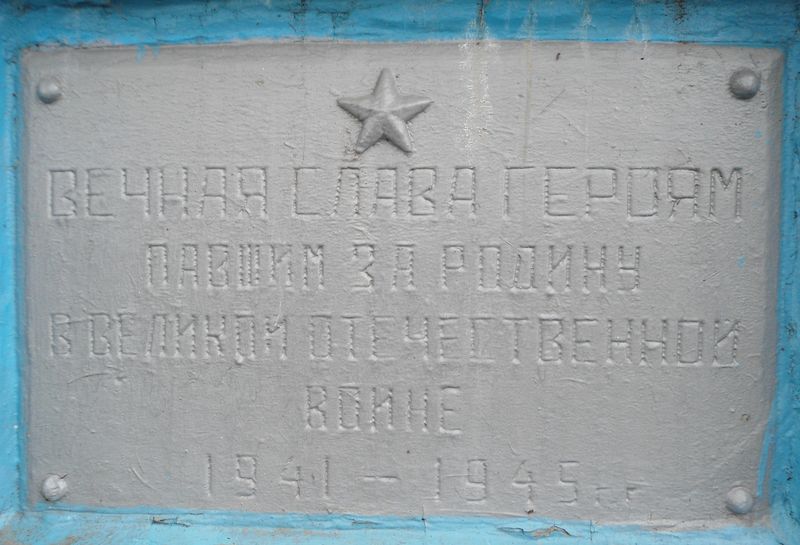 ВЕЧНАЯ СЛАВА ГЕРОЯМ
ПАВШИМ ЗА РОДИНУ
В ВЕЛИКОЙ ОТЕЧЕСТВЕННОЙ
ВОЙНЕ
1941 – 1945 гг